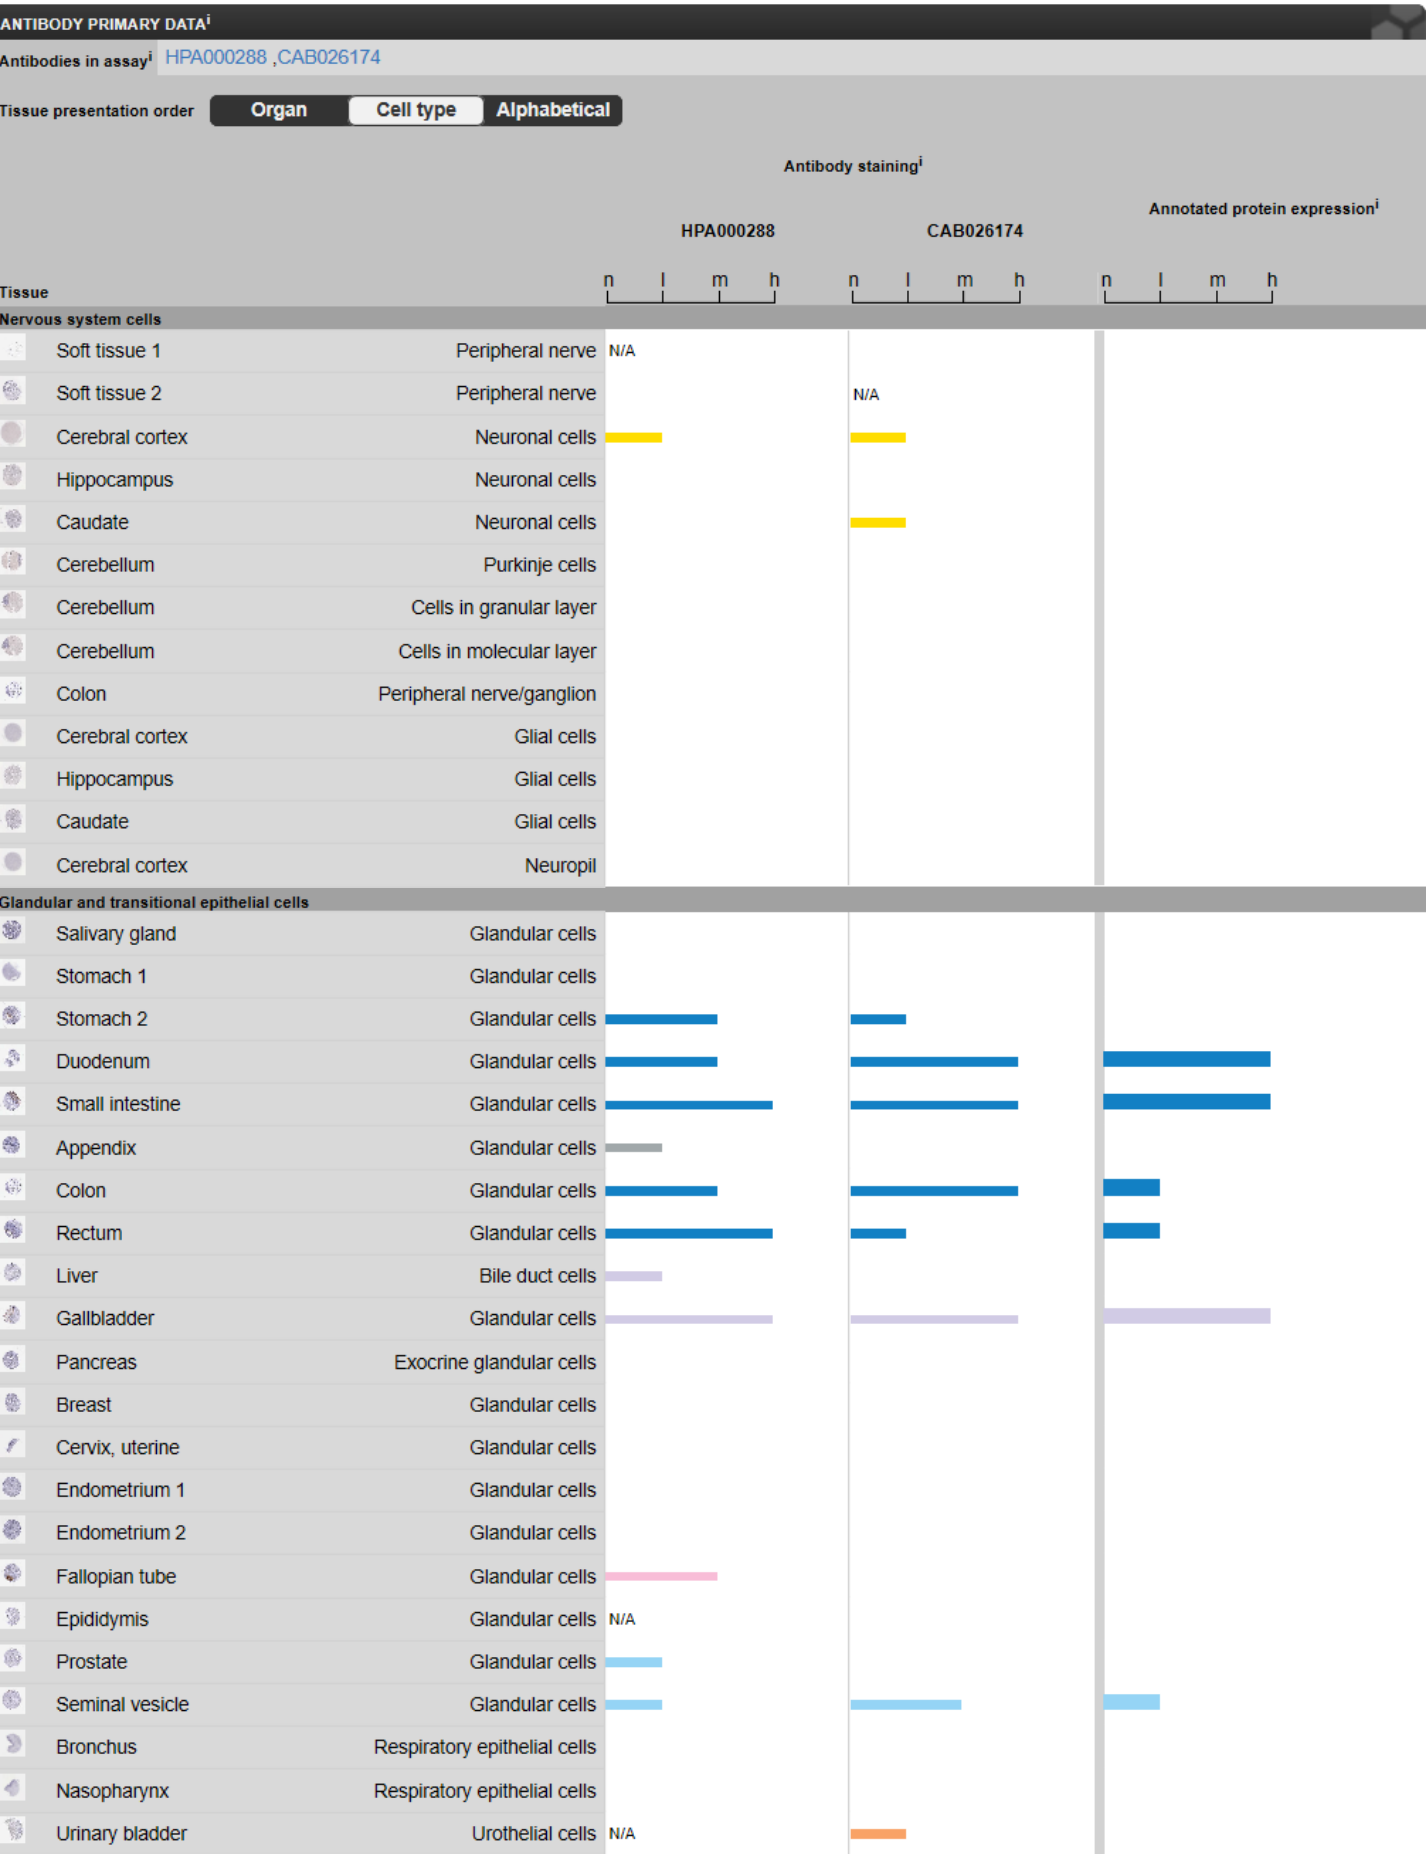 ANTIBODY PRIMARY DATAi
Antibodies in assayi HPA000288 ,CAB026174
Tissue presentation order Organ Cell type Alphabetical
Antibody stainingi
Annotated protein expressioni
HPA000288 CAB026174
n l m h n l m h n l m h
Tissue
Nervous system cells
Soft tissue 1 Peripheral nerve N/A
Soft tissue 2 Peripheral nerve N/A
Cerebral cortex Neuronal cells
Hippocampus Neuronal cells
Caudate Neuronal cells
Cerebellum Purkinje cells
Cerebellum Cells in granular layer
Cerebellum Cells in molecular layer
Colon Peripheral nerve/ganglion
Cerebral cortex Glial cells
Hippocampus Glial cells
Caudate Glial cells
Cerebral cortex Neuropil
Glandular and transitional epithelial cells
Salivary gland Glandular cells
Stomach 1 Glandular cells
Stomach 2 Glandular cells
Duodenum Glandular cells
Small intestine Glandular cells
Appendix Glandular cells
Colon Glandular cells
Rectum Glandular cells
Liver Bile duct cells
Gallbladder Glandular cells
Pancreas Exocrine glandular cells
Breast Glandular cells
Cervix, uterine Glandular cells
Endometrium 1 Glandular cells
Endometrium 2 Glandular cells
Fallopian tube Glandular cells
Epididymis Glandular cells N/A
Prostate Glandular cells
Seminal vesicle Glandular cells
Bronchus Respiratory epithelial cells
Nasopharynx Respiratory epithelial cells
Urinary bladder Urothelial cells N/A